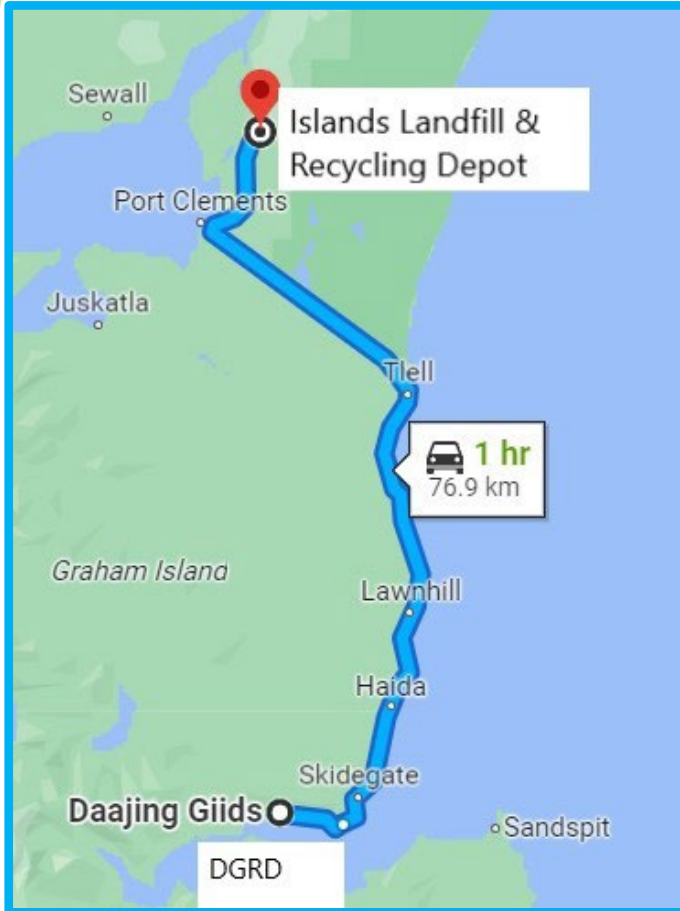 Sewall
Islands Landfill &
Recycling Depot
Port Clements
Juskatla
Tlell
1 hr
76.9 km
Graham Island
Lawnhill
Haida
Skidegate
Daajing Giids
Sandspit
DGRD